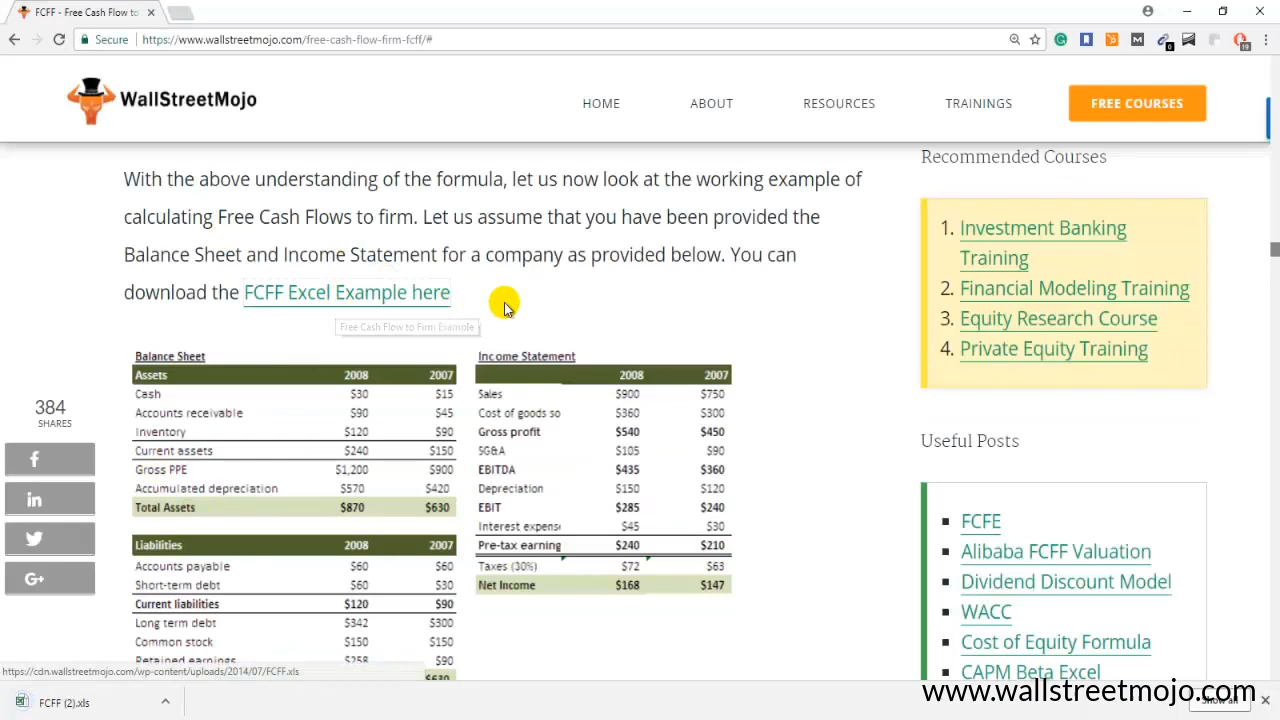 FCFF - Free Cash Flow to
Secure https://www.wallstreetmojo.com/free-cash-flow-firm-fcff/#
WallStreetMojo
HOME ABOUT RESOURCES TRAININGS FREE COURSES
With the above understanding of the formula, let us now look at the working example of
calculating Free Cash Flows to firm. Let us assume that you have been provided the
Balance Sheet and Income Statement for a company as provided below. You can
download the FCFF Excel Example here
Free Cash Flow to Firm Example
Balance Sheet
Assets 2008 2007
Cash $30 $15
Accounts receivable $90 $45
Inventory $120 $90
Current assets $240 $150
Gross PPE $1,200 $900
Accumulated depreciation $570 $420
Total Assets $870 $630
Liabilities 2008 2007
Accounts payable $60 $60
Short-term debt $60 $30
Current liabilities $120 $90
Long term debt $342 $300
Common stock $150 $150
Retained earnings $258 $90
$630
Income Statement
2008 2007
Sales $900 $750
Cost of goods so $360 $300
Gross profit $540 $450
SG&A $105 $90
EBITDA $435 $360
Depreciation $150 $120
EBIT $285 $240
Interest expens $45 $30
Pre-tax earning $240 $210
Taxes (30%) $72 $63
Net Income $168 $147
384
SHARES
Recommended Courses
1. Investment Banking
Training
2. Financial Modeling Training
3. Equity Research Course
4. Private Equity Training
Useful Posts
FCFE
Alibaba FCFF Valuation
Dividend Discount Model
WACC
Cost of Equity Formula
CAPM Beta Excel
https://cdn.wallstreetmojo.com/wp-content/uploads/2014/07/FCFF.xls
FCFF (2).xls
Show all
www.wallstreetmojo.com